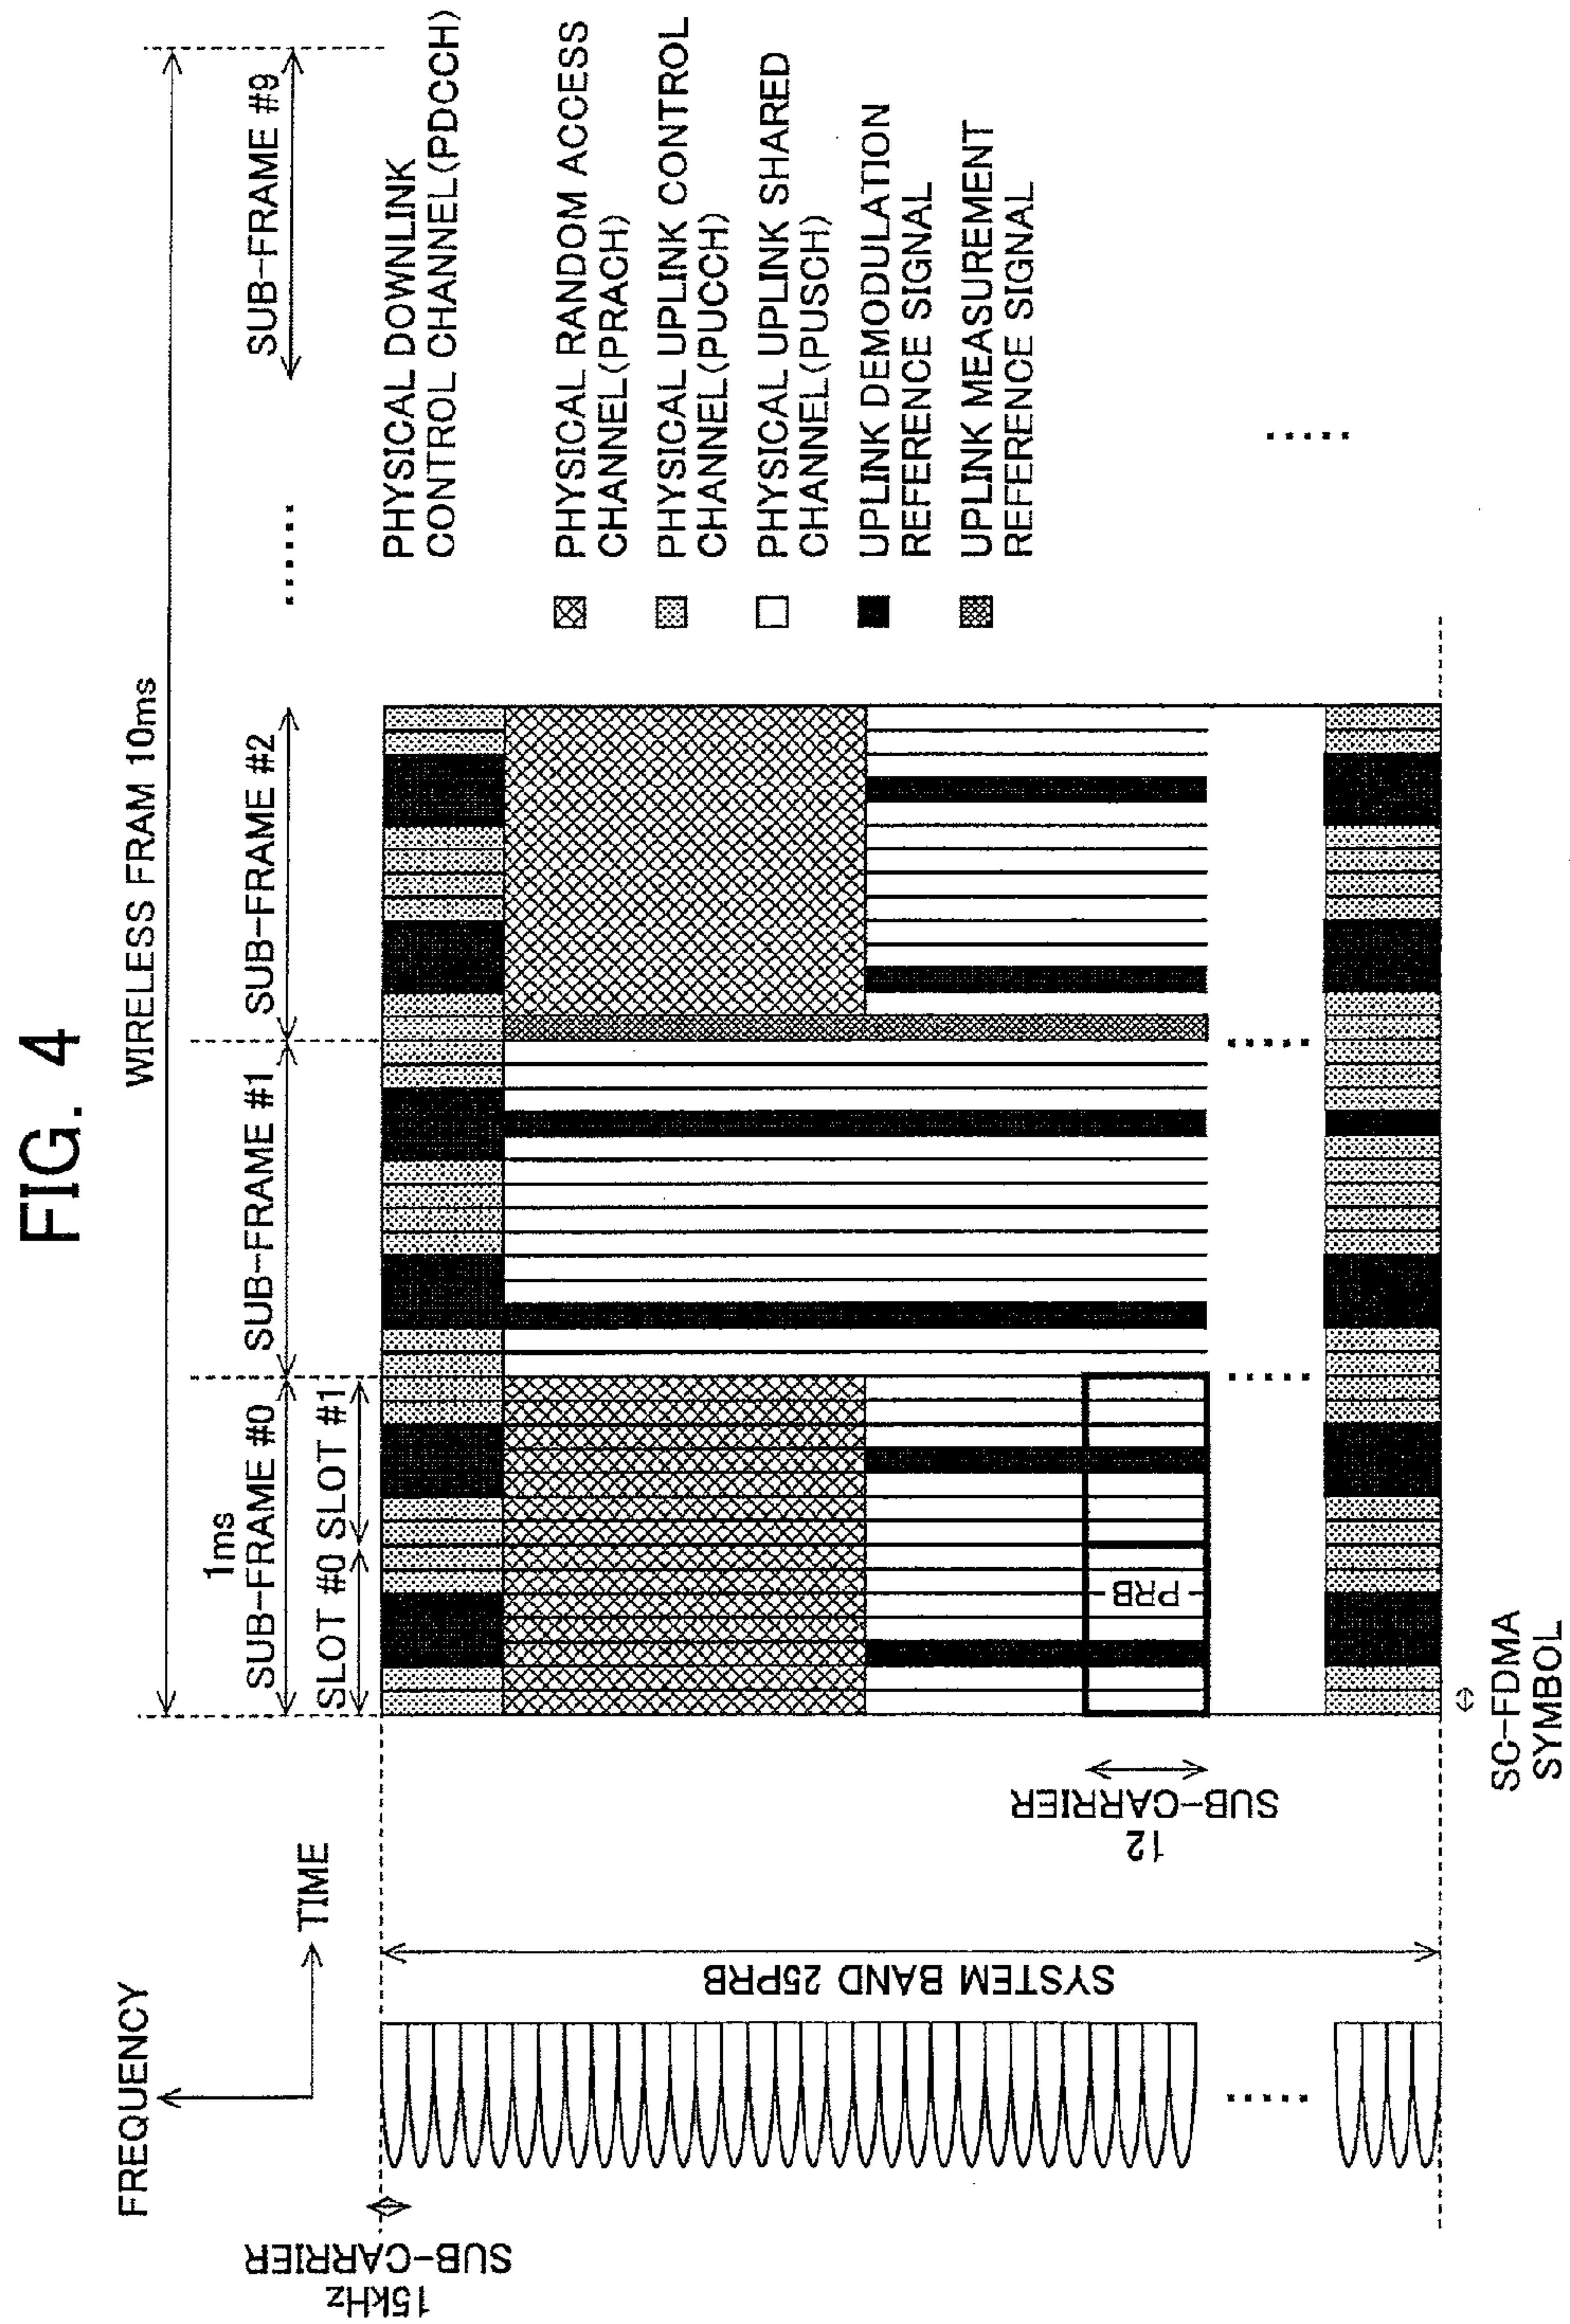 FIG. 4
WIRELESS FRAM 10ms
1ms
SUB-FRAME #0
SUB-FRAME #1
SUB-FRAME #2
SUB-FRAME #9
SLOT #0
SLOT #1
FREQUENCY
TIME
15kHz
SUB-CARRIER
SYSTEM BAND 25PRB
12
SUB-CARRIER
PRB
SC-FDMA
SYMBOL
PHYSICAL DOWNLINK
CONTROL CHANNEL(PDCCH)
PHYSICAL RANDOM ACCESS
CHANNEL(PRACH)
PHYSICAL UPLINK CONTROL
CHANNEL(PUCCH)
PHYSICAL UPLINK SHARED
CHANNEL(PUSCH)
UPLINK DEMODULATION
REFERENCE SIGNAL
UPLINK MEASUREMENT
REFERENCE SIGNAL